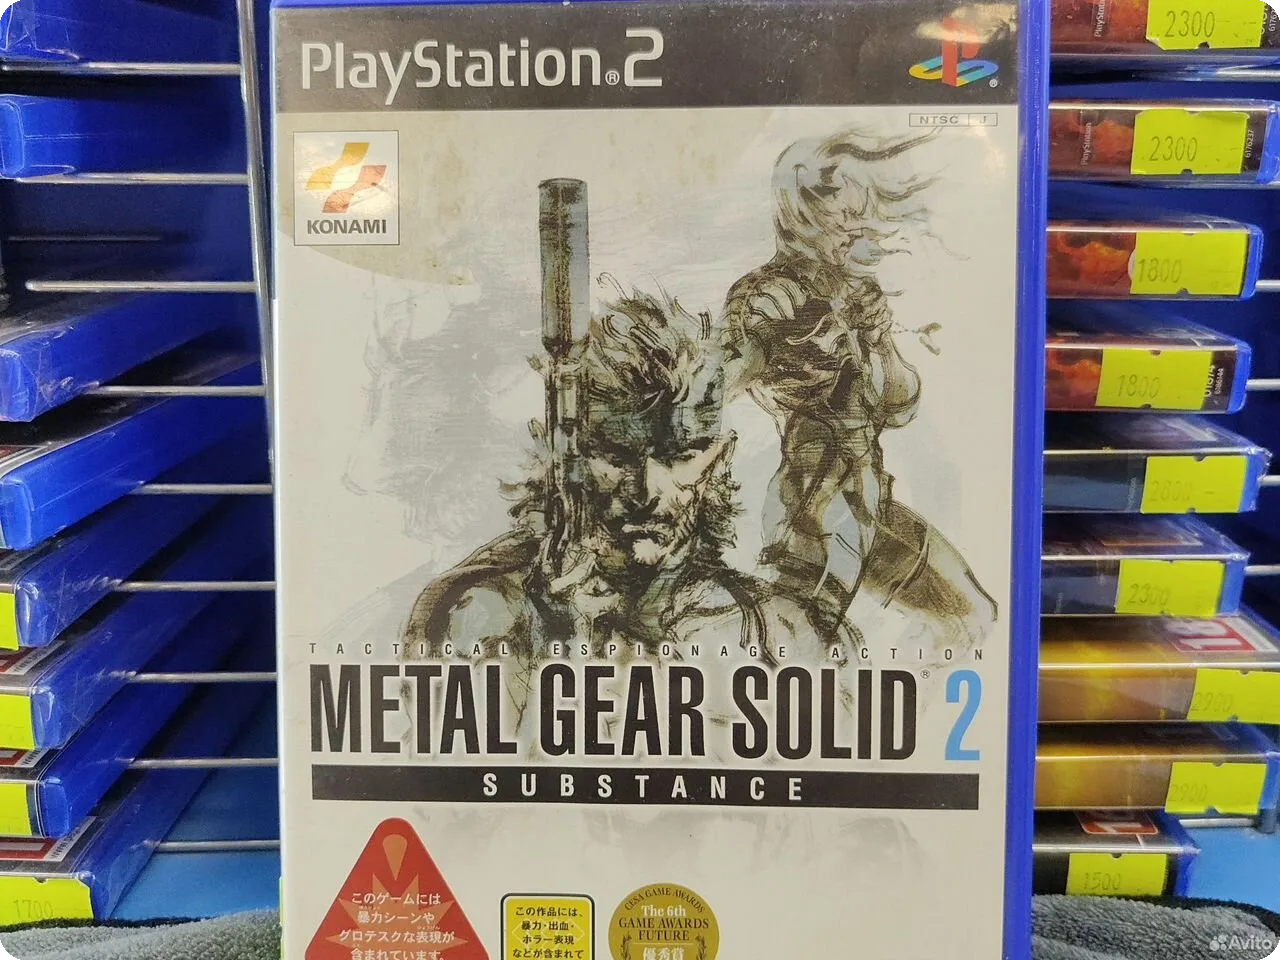 PlayStation®2
NTSC J
KONAMI
TACTICAL ESPIONAGE ACTION
METAL GEAR SOLID® 2
SUBSTANCE
このゲームには
暴力シーンや
グロテスクな表現が
含まれています。
この作品には、
暴力・出血・
ホラー表現
などが含まれて
CESA GAME AWARDS
The 6th
GAME AWARDS
FUTURE
優秀賞
2300
2300
1800
1800
2800-
2300
2900
2900
1500
1700
Avito